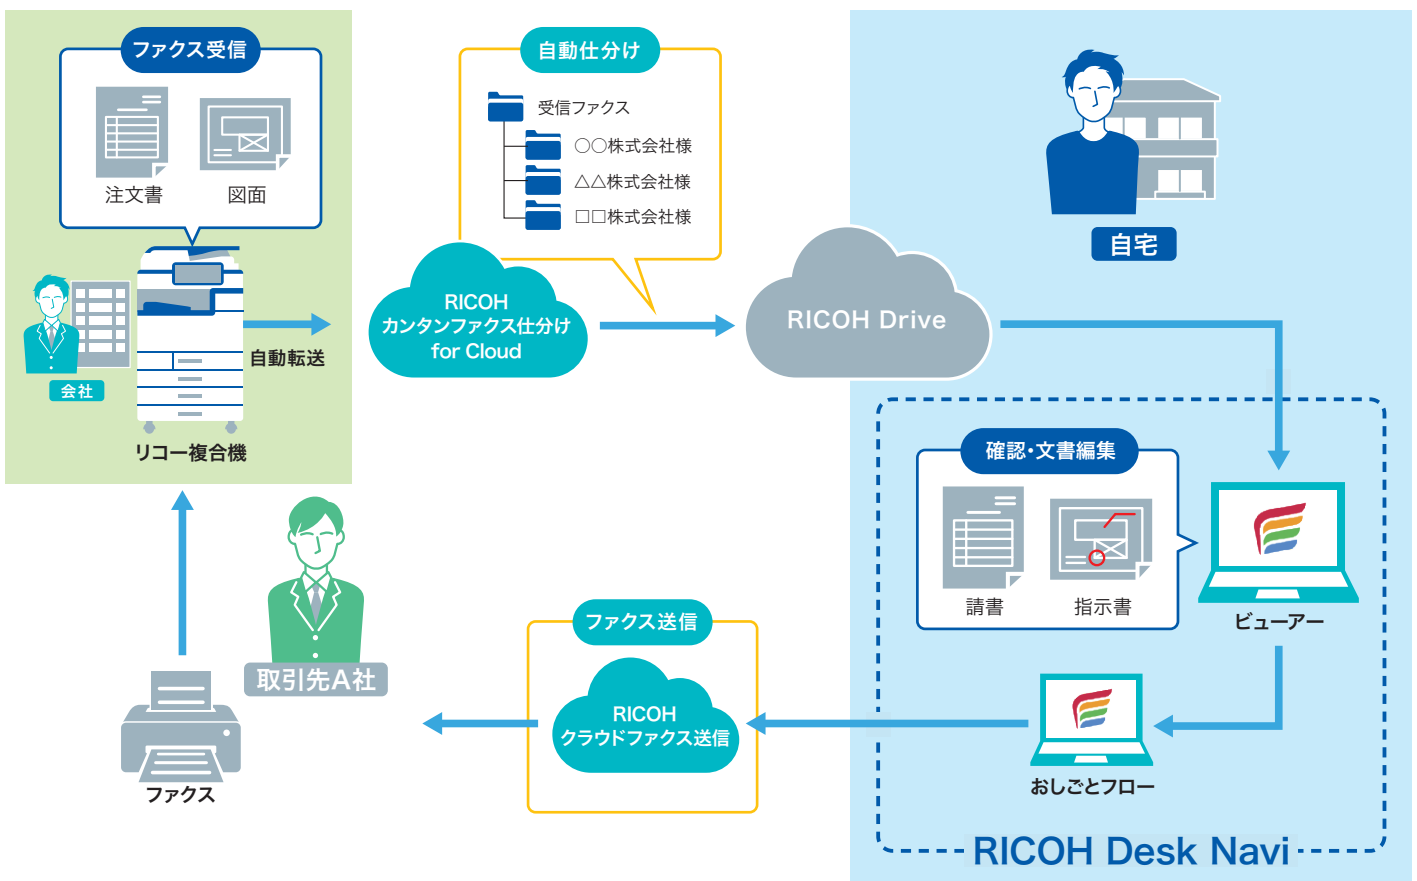 ファクス受信
注文書
図面
会社
リコー複合機
自動転送
自動仕分け
受信ファクス
○○株式会社様
△△株式会社様
□□株式会社様
RICOH
カンタンファクス仕分け
for Cloud
RICOH Drive
自宅
確認・文書編集
請書
指示書
ビューアー
おしごとフロー
RICOH Desk Navi
ファクス送信
RICOH
クラウドファクス送信
取引先A社
ファクス